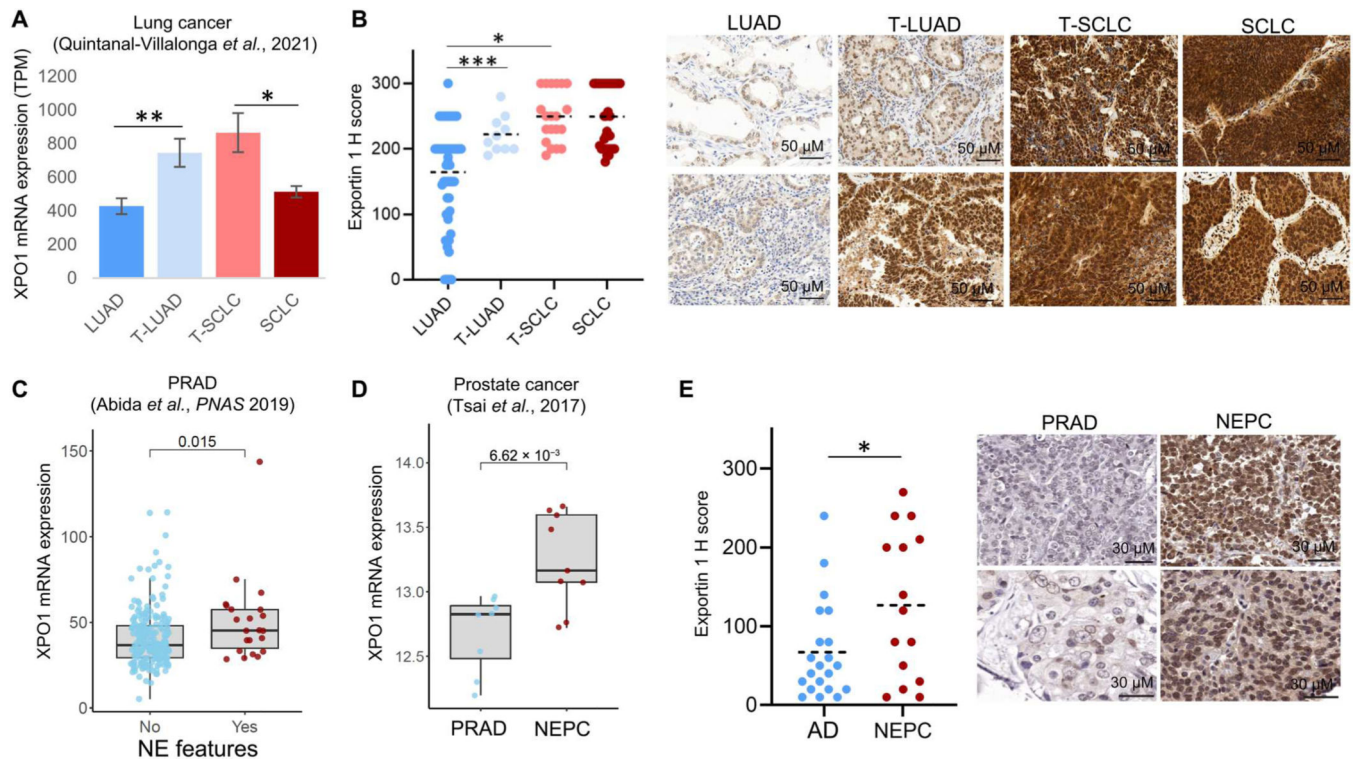 A
Lung cancer
(Quintanal-Villalonga et al., 2021)
XPO1 mRNA expression (TPM)
1200
1000
800
600
400
200
0
**
*
LUAD
T-LUAD
T-SCLC
SCLC
B
Exportin 1 H score
300
200
100
0
*
***
LUAD
T-LUAD
T-SCLC
SCLC
LUAD
T-LUAD
T-SCLC
SCLC
50 µM
50 µM
50 µM
50 µM
50 µM
50 µM
50 µM
50 µM
C
PRAD
(Abida et al., PNAS 2019)
XPO1 mRNA expression
150
100
50
0
0.015
No
Yes
NE features
D
Prostate cancer
(Tsai et al., 2017)
XPO1 mRNA expression
14.0
13.5
13.0
12.5
6.62 × 10⁻³
PRAD
NEPC
E
Exportin 1 H score
300
200
100
0
*
AD
NEPC
PRAD
NEPC
30 µM
30 µM
30 µM
30 µM